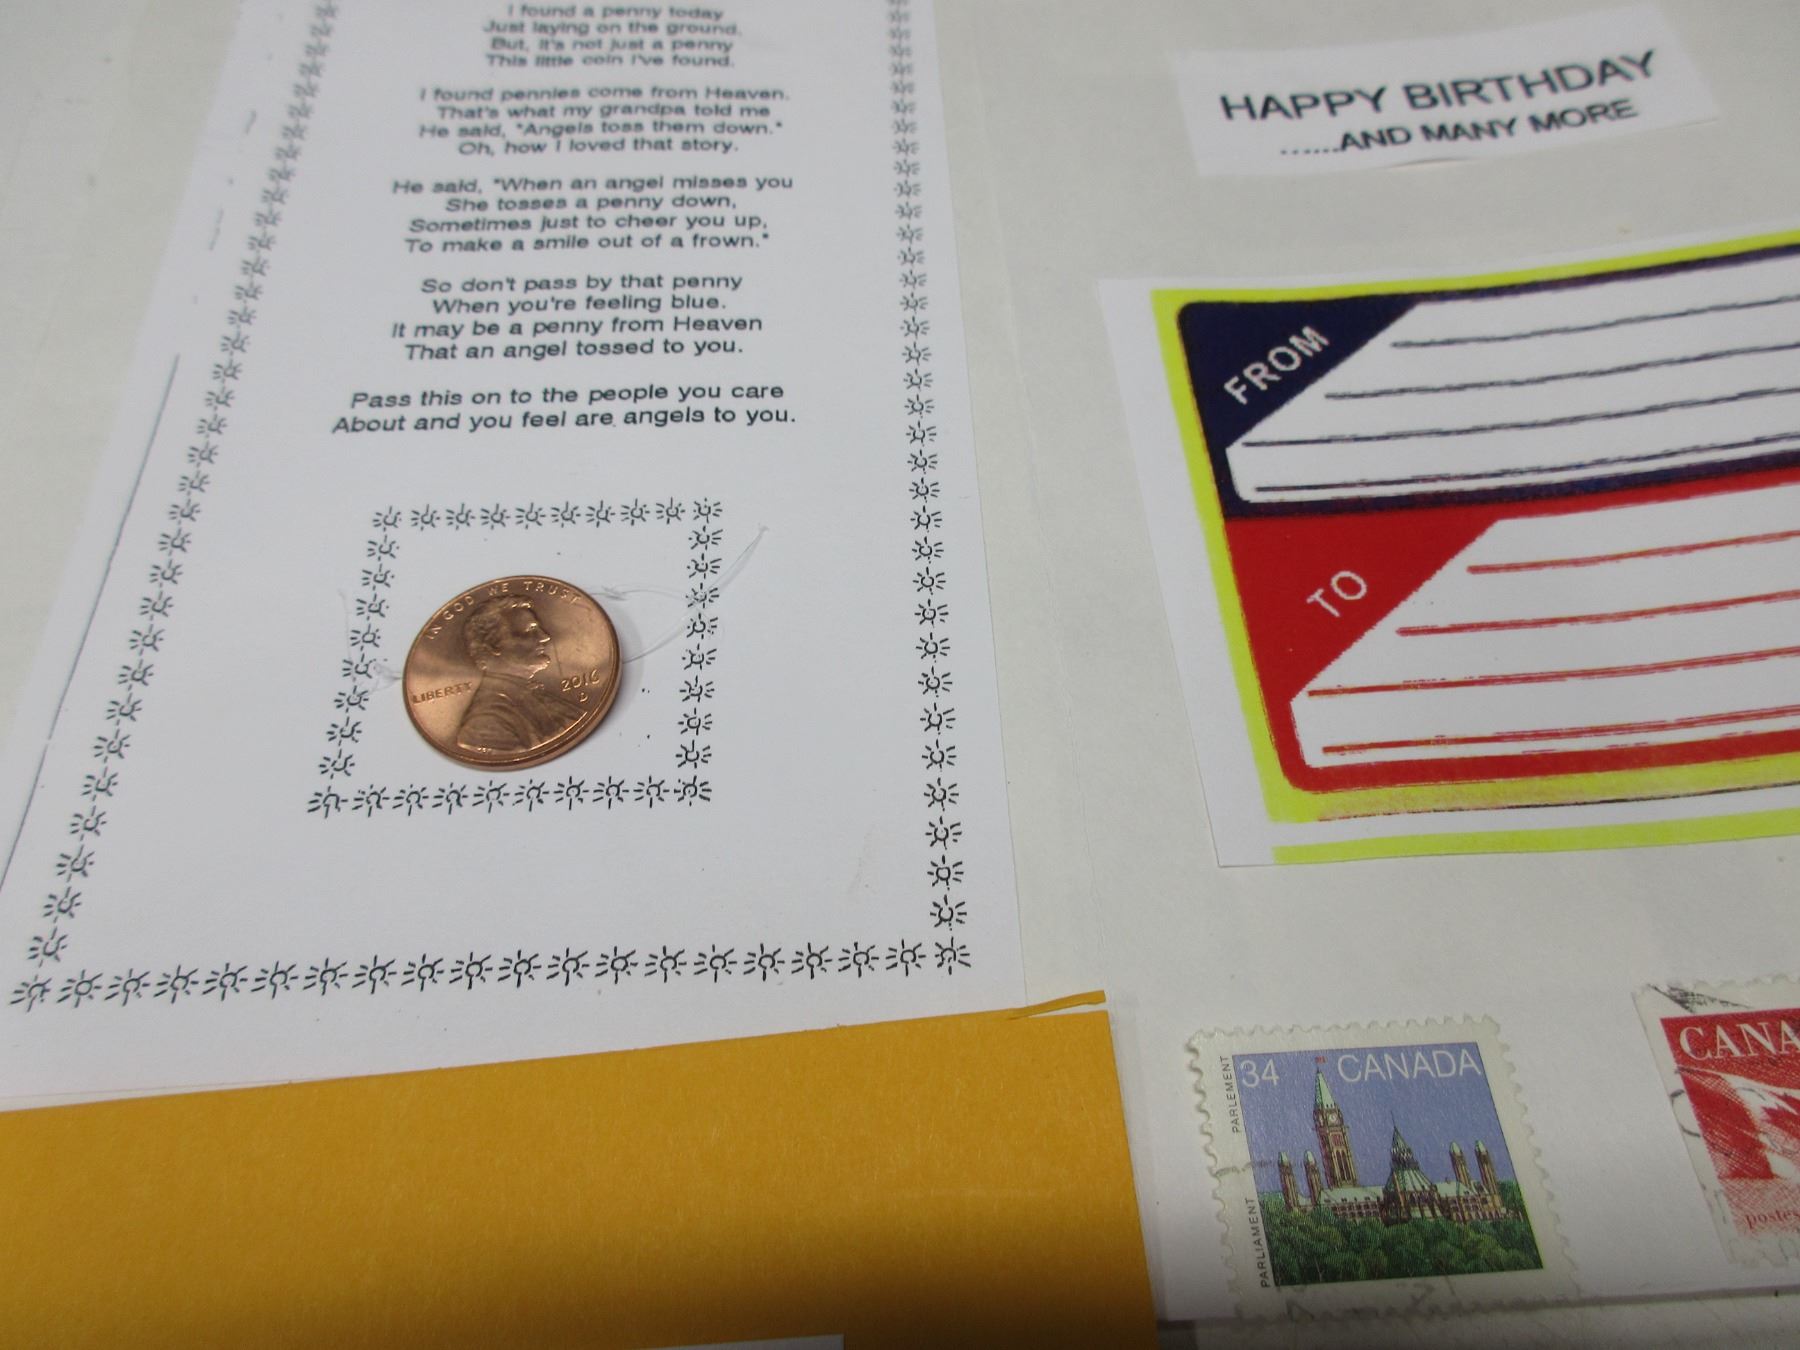 I found a penny today
Just laying on the ground.
But, it's not just a penny
This little coin I've found.
I found pennies come from Heaven.
That's what my grandpa told me
He said, "Angels toss them down."
Oh, how I loved that story.
He said, "When an angel misses you
She tosses a penny down,
Sometimes just to cheer you up,
To make a smile out of a frown."
So don't pass by that penny
When you're feeling blue.
It may be a penny from Heaven
That an angel tossed to you.
Pass this on to the people you care
About and you feel are angels to you.
IN GOD WE TRUST
LIBERTY
2016
D
HAPPY BIRTHDAY
......AND MANY MORE
FROM
TO
34 CANADA
PARLIAMENT PARLEMENT
CANA
postes